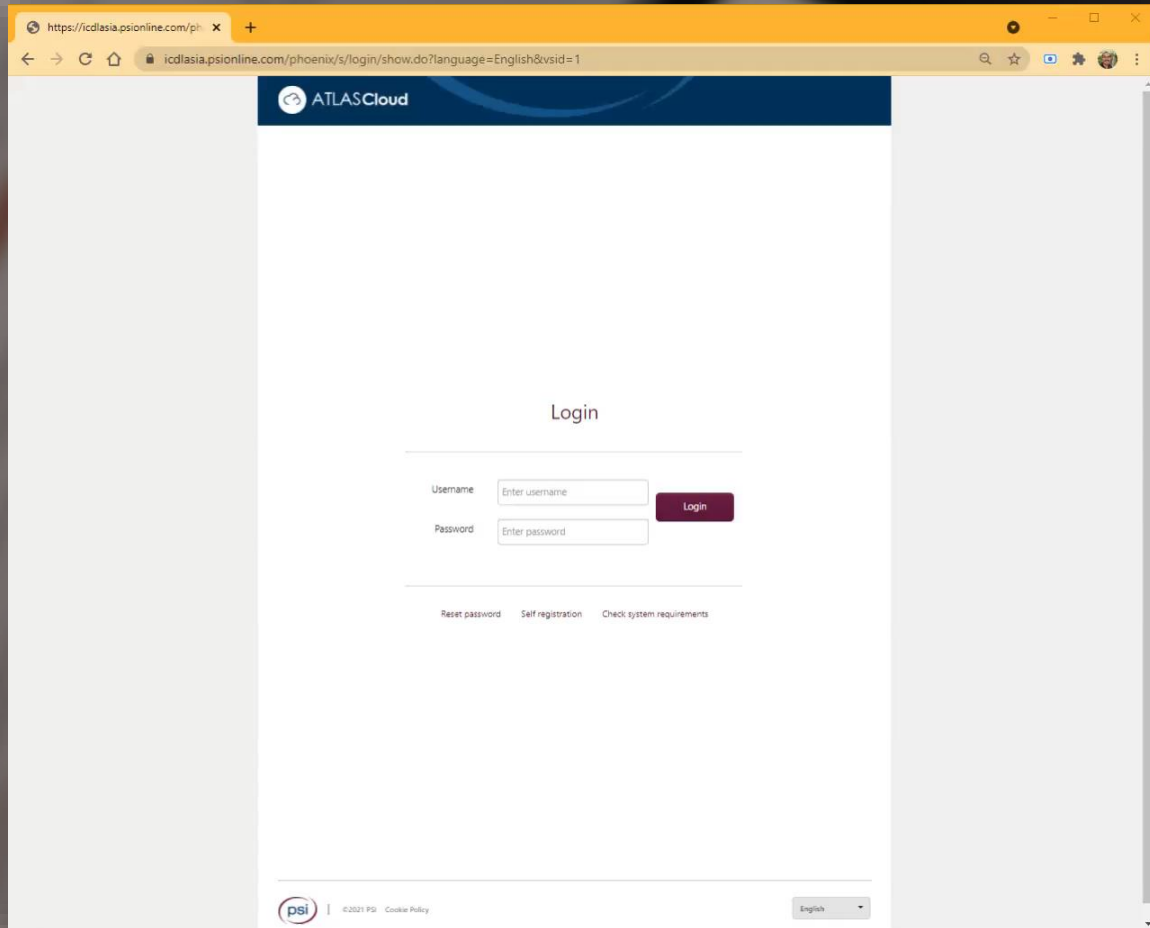 https://icdlasia.psionline.com/ph
icdlasia.psionline.com/phoenix/s/login/show.do?language=English&vsid=1
ATLASCloud
Login
Username
Enter username
Login
Password
Enter password
Reset password Self registration Check system requirements
psi | ©2021 PSI Cookie Policy English